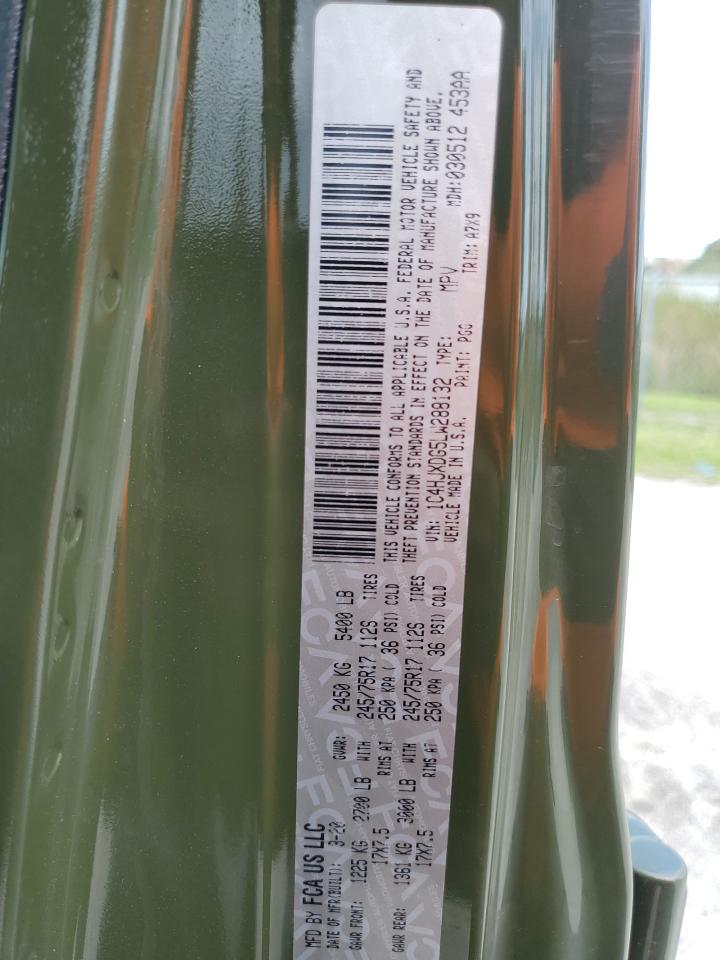 MFD BY FCA US LLC
DATE OF MFR(BUILT): 3-20 GVWR: 2450 KG 5400 LB
GAWR FRONT: 1225 KG 2700 LB WITH 245/75R17 112S TIRES
17X7.5 RIMS AT 250 KPA ( 36 PSI) COLD
GAWR REAR: 1361 KG 3000 LB WITH 245/75R17 112S TIRES
17X7.5 RIMS AT 250 KPA ( 36 PSI) COLD
THIS VEHICLE CONFORMS TO ALL APPLICABLE U.S.A. FEDERAL MOTOR VEHICLE SAFETY AND
THEFT PREVENTION STANDARDS IN EFFECT ON THE DATE OF MANUFACTURE SHOWN ABOVE.
VIN: 1C4HJXDG5LW288132 TYPE: MPV MDH:030512 453AA
VEHICLE MADE IN U.S.A. PAINT: PGG TRIM: A7X9